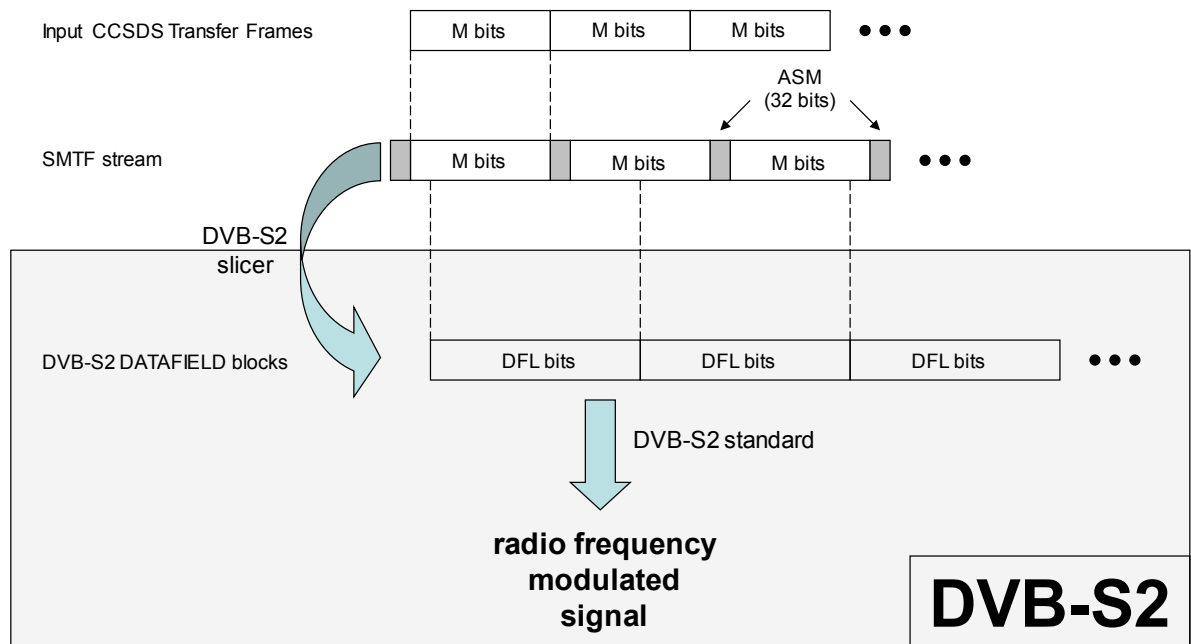 Input CCSDS Transfer Frames
M bits
M bits
M bits
•••
ASM
(32 bits)
SMTF stream
M bits
M bits
M bits
•••
DVB-S2
slicer
DVB-S2 DATAFIELD blocks
DFL bits
DFL bits
DFL bits
•••
DVB-S2 standard
radio frequency
modulated
signal
DVB-S2